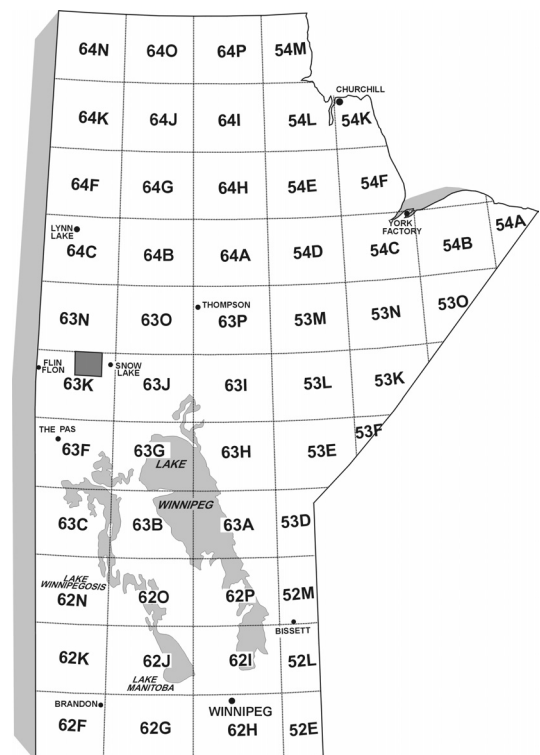 64N 64O 64P 54M
CHURCHILL
64K 64J 64I 54L 54K
64F 64G 64H 54E 54F
LYNN
LAKE
YORK
FACTORY
54A
64C 64B 64A 54D 54C 54B
THOMPSON
63N 63O 63P 53M 53N 53O
FLIN
FLON
SNOW
LAKE
63K 63J 63I 53L 53K
THE PAS
53F
63F 63G 63H 53E
LAKE
WINNIPEG
63C 63B 63A 53D
LAKE
WINNIPEGOSIS
62N 62O 62P 52M
BISSETT
62K 62J 62I 52L
LAKE
MANITOBA
BRANDON
WINNIPEG
62F 62G 62H 52E